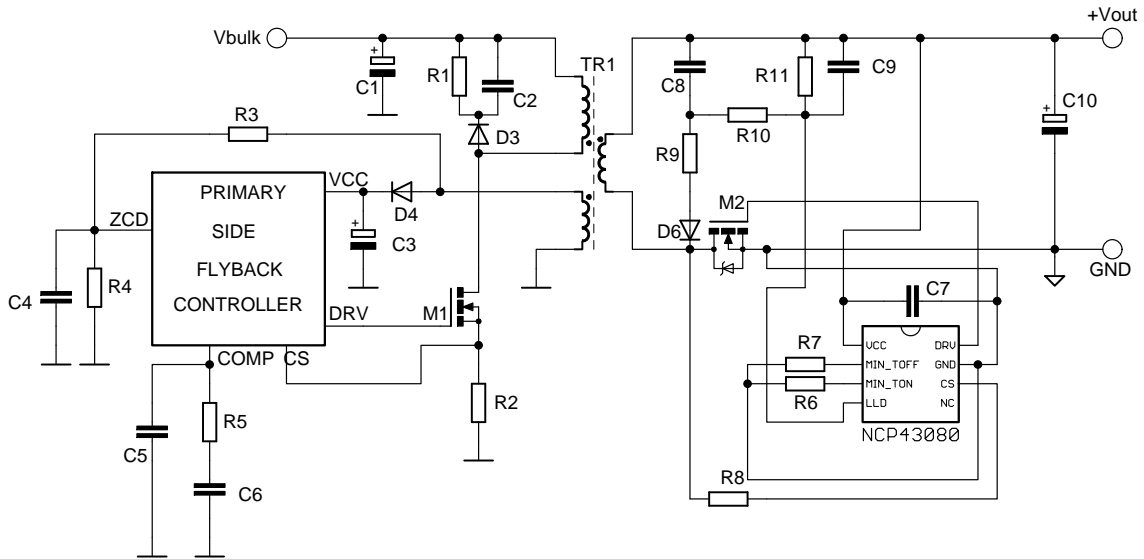 +Vout
Vbulk
+
C1
R1
C2
TR1
C8
R11
C9
+
C10
R3
D3
R10
R9
VCC
D4
M2
ZCD
PRIMARY
SIDE
FLYBACK
CONTROLLER
+
C3
D6
GND
C4
R4
DRV
M1
C7
COMP CS
R2
R7
R6
VCC
MIN_TOFF
MIN_TON
LLD
DRV
GND
CS
NC
NCP43080
R5
C5
C6
R8